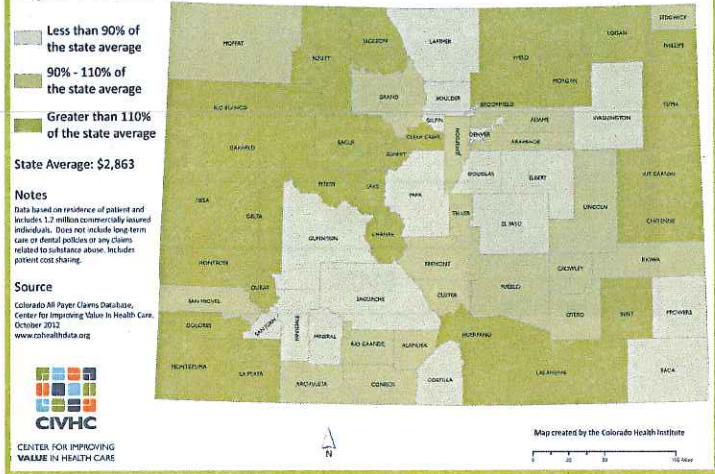 Less than 90% of
the state average
90% - 110% of
the state average
Greater than 110%
of the state average
State Average: $2,863
Notes
Data based on residence of patient and
includes 1.2 million commercially insured
individuals. Does not include long-term
care or dental policies or any claims
related to substance abuse. Includes
patient cost sharing.
Source
Colorado All Payer Claims Database,
Center for Improving Value in Health Care,
October 2012
www.cohealthdata.org
CIVHC
CENTER FOR IMPROVING
VALUE IN HEALTH CARE
MOFFAT
ROUTT
JACKSON
LARIMER
WELD
LOGAN
SEDGWICK
PHILLIPS
MORGAN
RIO BLANCO
GRAND
BOULDER
BROOMFIELD
WASHINGTON
YUMA
GILPIN
ADAMS
GARFIELD
EAGLE
CLEAR CREEK
JEFFERSON
DENVER
ARAPAHOE
SUMMIT
DOUGLAS
ELBERT
KIT CARSON
PITKIN
LAKE
PARK
MESA
DELTA
GUNNISON
CHAFFEE
TELLER
EL PASO
LINCOLN
CHEYENNE
MONTROSE
FREMONT
CROWLEY
KIOWA
OURAY
SAGUACHE
CUSTER
PUEBLO
SAN MIGUEL
OTERO
BENT
PROWERS
DOLORES
SAN JUAN
HINSDALE
MINERAL
RIO GRANDE
ALAMOSA
HUERFANO
MONTEZUMA
LA PLATA
ARCHULETA
CONEJOS
COSTILLA
LAS ANIMAS
BACA
N
Map created by the Colorado Health Institute